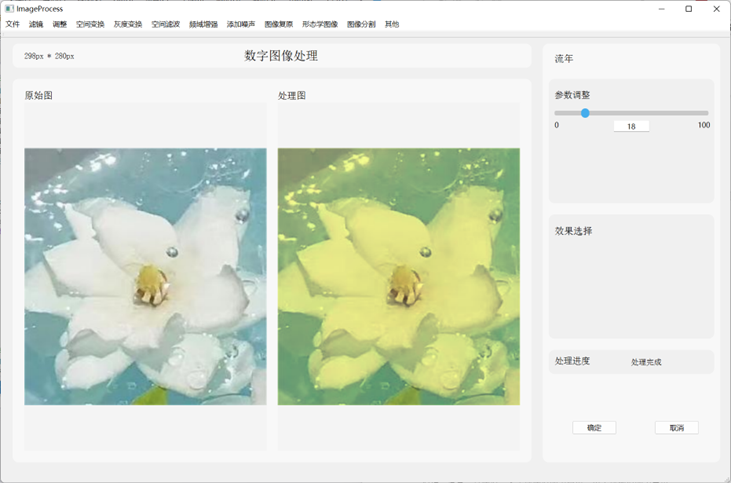 ImageProcess
文件 滤镜 调整 空间变换 灰度变换 空间滤波 频域增强 添加噪声 图像复原 形态学图像 图像分割 其他
298px * 280px
数字图像处理
原始图
处理图
流年
参数调整
0 18 100
效果选择
处理进度 处理完成
确定 取消